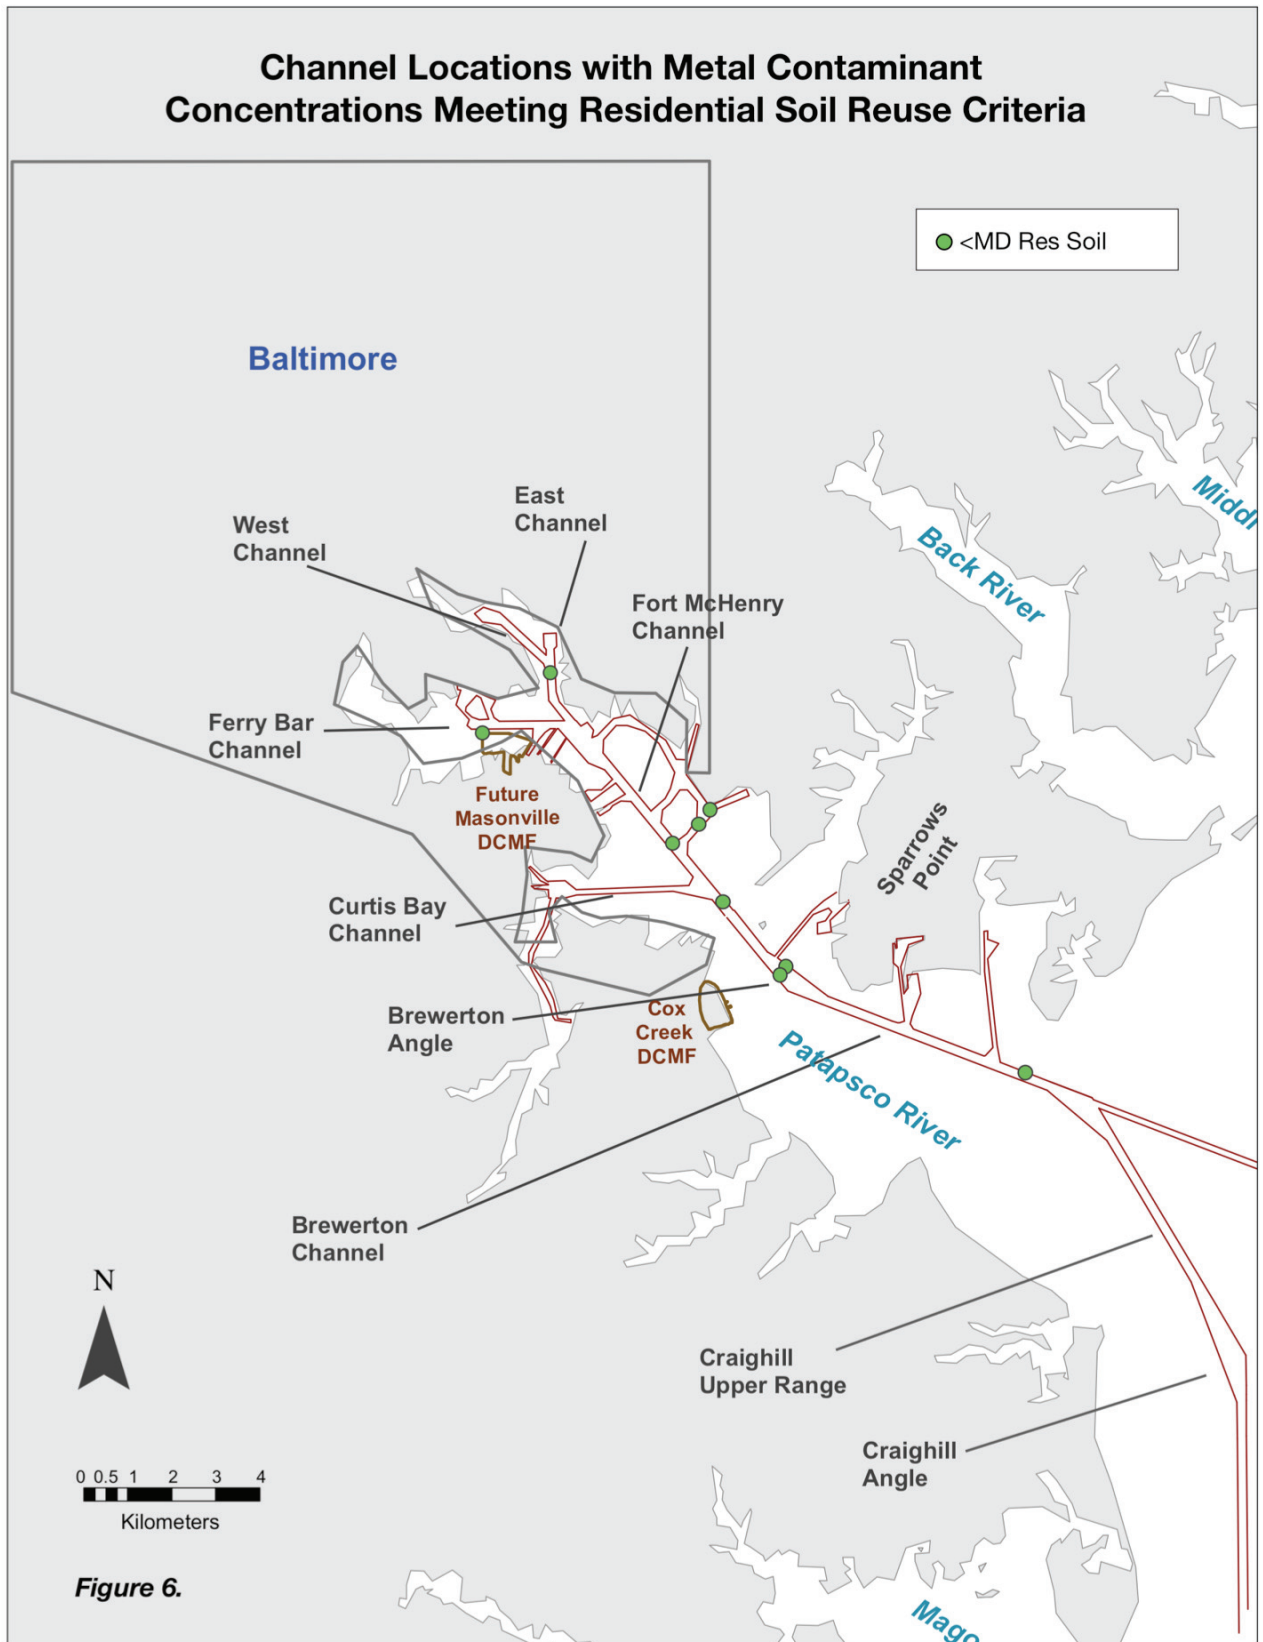 Channel Locations with Metal Contaminant
Concentrations Meeting Residential Soil Reuse Criteria
<MD Res Soil
Baltimore
Middl
East
Channel
West
Channel
Back River
Fort McHenry
Channel
Ferry Bar
Channel
Future
Masonville
DCMF
Sparrows
Point
Curtis Bay
Channel
Brewerton
Angle
Cox
Creek
DCMF
Patapsco River
Brewerton
Channel
N
Craighill
Upper Range
Craighill
Angle
0 0.5 1 2 3 4
Kilometers
Figure 6.
Mago